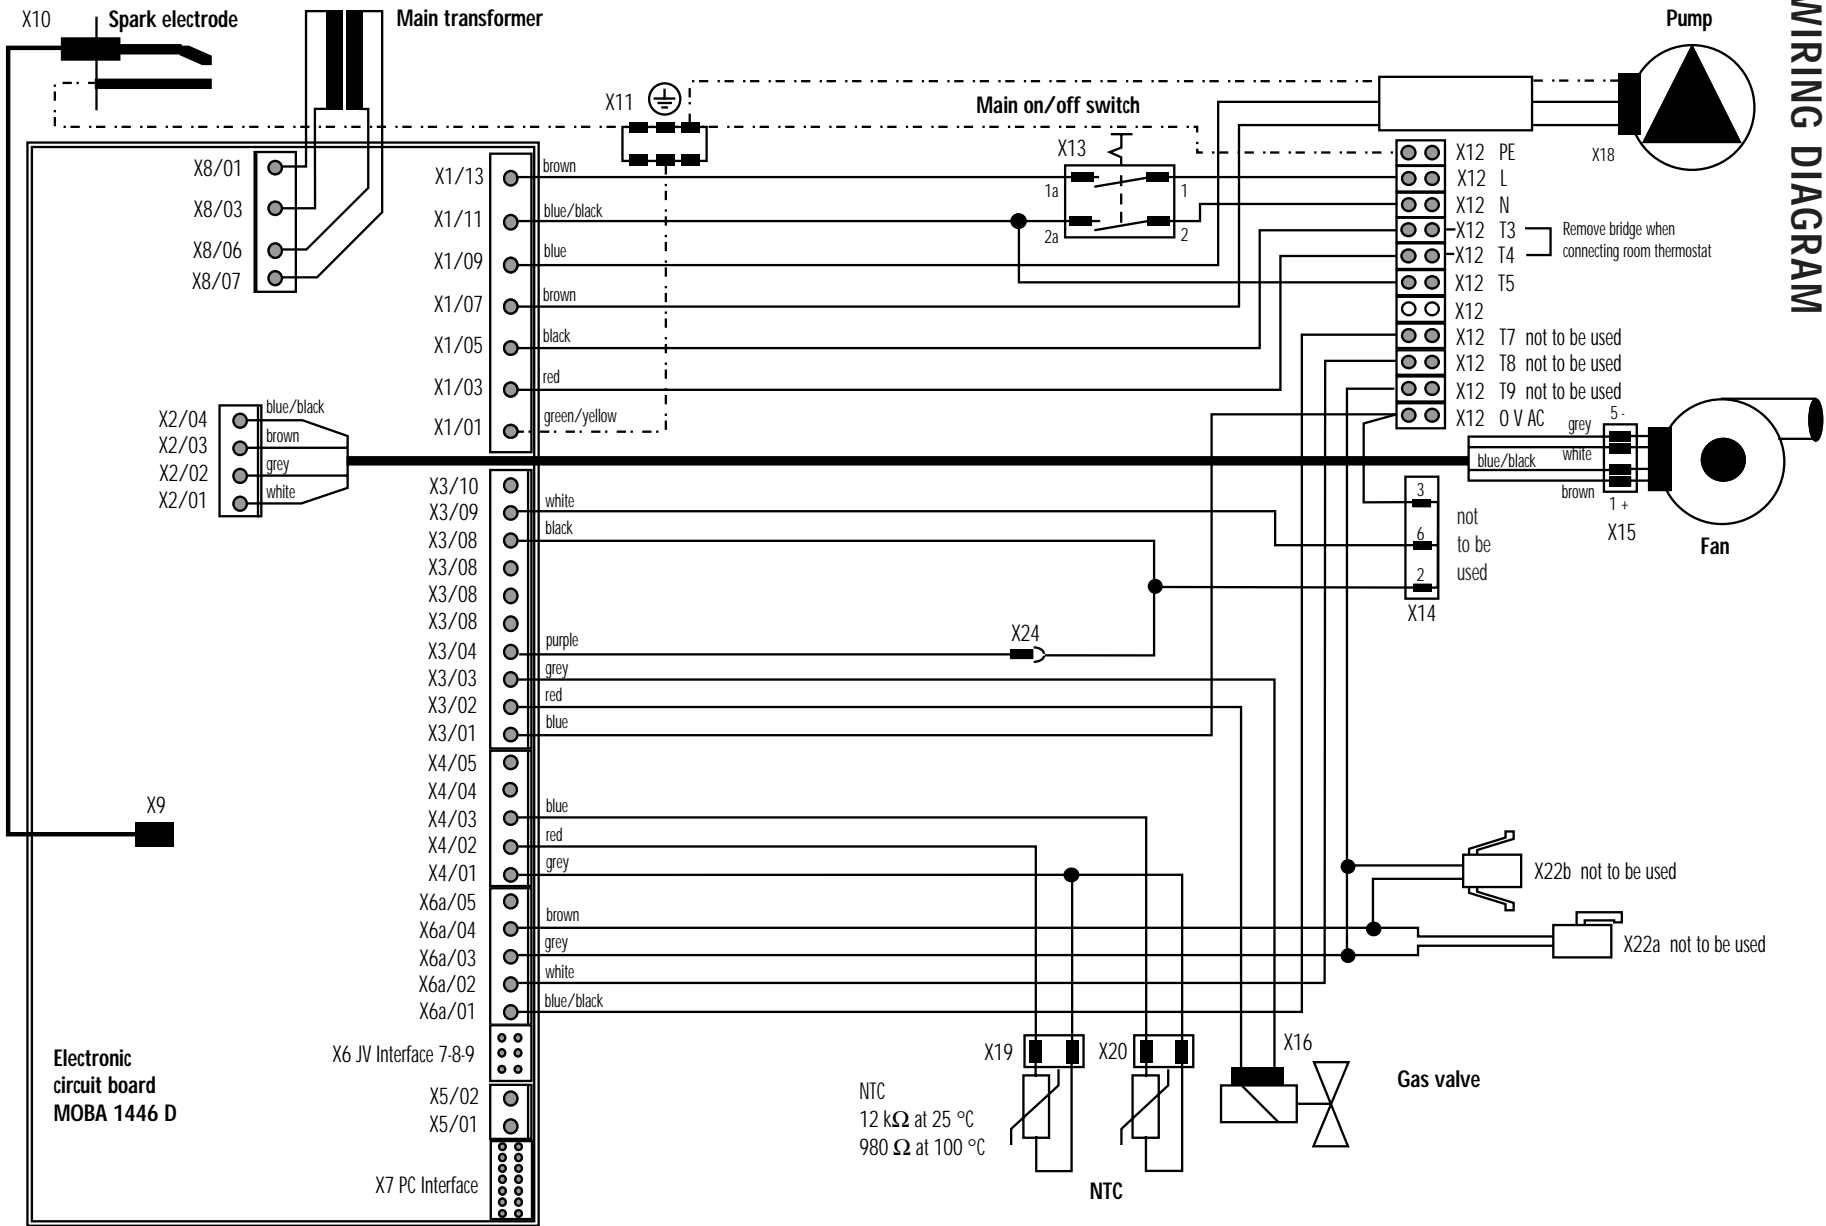 WIRING DIAGRAM
X10
Spark electrode
Main transformer
Pump
X11
Main on/off switch
X13
1a
1
2a
2
X18
X8/01
X8/03
X8/06
X8/07
X1/13
brown
X1/11
blue/black
X1/09
blue
X1/07
brown
X1/05
black
X1/03
red
X1/01
green/yellow
X12 PE
X12 L
X12 N
X12 T3
X12 T4
Remove bridge when
connecting room thermostat
X12 T5
X12
X12 T7 not to be used
X12 T8 not to be used
X12 T9 not to be used
X12 0 V AC
X2/04
blue/black
X2/03
brown
X2/02
grey
X2/01
white
5 -
grey
white
blue/black
brown
1 +
X15
Fan
X3/10
X3/09
white
X3/08
black
X3/08
X3/08
X3/08
X3/04
purple
X3/03
grey
X3/02
red
X3/01
blue
X24
3
6
2
not
to be
used
X14
X4/05
X4/04
X4/03
blue
X4/02
red
X4/01
grey
X9
X6a/05
X6a/04
brown
X6a/03
grey
X6a/02
white
X6a/01
blue/black
X22b not to be used
X22a not to be used
X6 JV Interface 7-8-9
X5/02
X5/01
X7 PC Interface
Electronic
circuit board
MOBA 1446 D
X19
X20
X16
Gas valve
NTC
12 kΩ at 25 °C
980 Ω at 100 °C
NTC